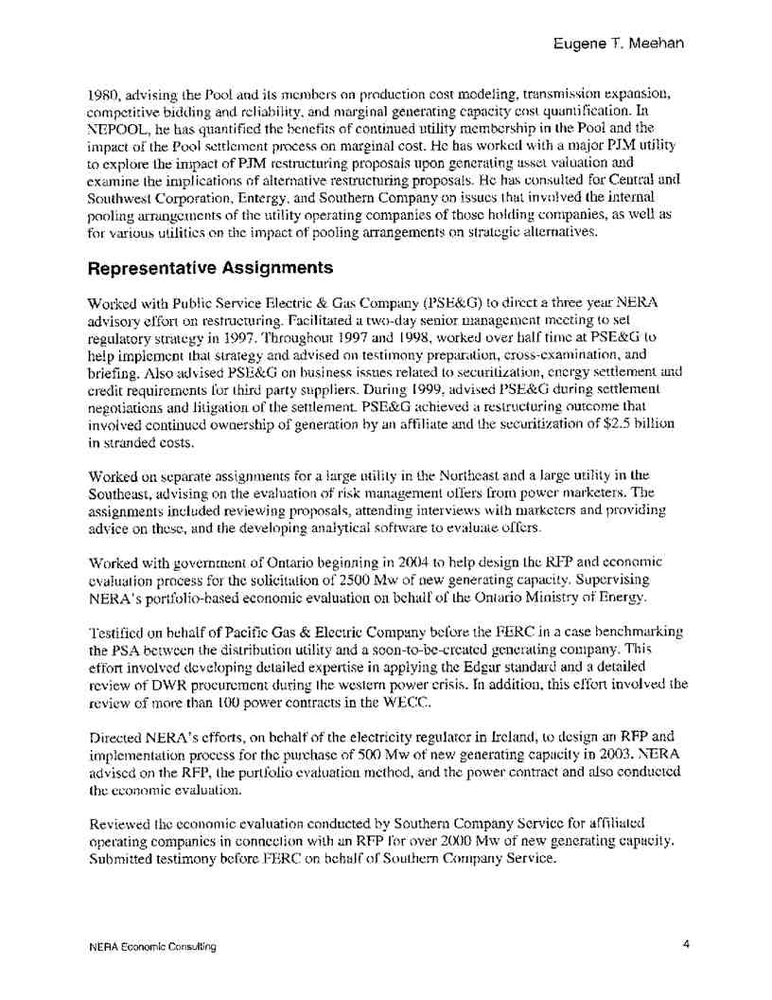 Eugene T. Meehan
1980, advising the Pool and its members on production cost modeling, transmission expansion,
competitive bidding and reliability, and marginal generating capacity cost quantification. In
NEPOOL, he has quantified the benefits of continued utility membership in the Pool and the
impact of the Pool settlement process on marginal cost. He has worked with a major PJM utility
to explore the impact of PJM restructuring proposals upon generating asset valuation and
examine the implications of alternative restructuring proposals. He has consulted for Central and
Southwest Corporation, Entergy, and Southern Company on issues that involved the internal
pooling arrangements of the utility operating companies of those holding companies, as well as
for various utilities on the impact of pooling arrangements on strategic alternatives.
Representative Assignments
Worked with Public Service Electric & Gas Company (PSE&G) to direct a three year NERA
advisory effort on restructuring. Facilitated a two-day senior management meeting to set
regulatory strategy in 1997. Throughout 1997 and 1998, worked over half time at PSE&G to
help implement that strategy and advised on testimony preparation, cross-examination, and
briefing. Also advised PSE&G on business issues related to securitization, energy settlement and
credit requirements for third party suppliers. During 1999, advised PSE&G during settlement
negotiations and litigation of the settlement. PSE&G achieved a restructuring outcome that
involved continued ownership of generation by an affiliate and the securitization of $2.5 billion
in stranded costs.
Worked on separate assignments for a large utility in the Northeast and a large utility in the
Southeast, advising on the evaluation of risk management offers from power marketers. The
assignments included reviewing proposals, attending interviews with marketers and providing
advice on these, and the developing analytical software to evaluate offers.
Worked with government of Ontario beginning in 2004 to help design the RFP and economic
evaluation process for the solicitation of 2500 Mw of new generating capacity. Supervising
NERA's portfolio-based economic evaluation on behalf of the Ontario Ministry of Energy.
Testified on behalf of Pacific Gas & Electric Company before the FERC in a case benchmarking
the PSA between the distribution utility and a soon-to-be-created generating company. This
effort involved developing detailed expertise in applying the Edgar standard and a detailed
review of DWR procurement during the western power crisis. In addition, this effort involved the
review of more than 100 power contracts in the WECC.
Directed NERA's efforts, on behalf of the electricity regulator in Ireland, to design an RFP and
implementation process for the purchase of 500 Mw of new generating capacity in 2003. NERA
advised on the RFP, the portfolio evaluation method, and the power contract and also conducted
the economic evaluation.
Reviewed the economic evaluation conducted by Southern Company Service for affiliated
operating companies in connection with an RFP for over 2000 Mw of new generating capacity.
Submitted testimony before FERC on behalf of Southern Company Service.
NERA Economic Consulting
4